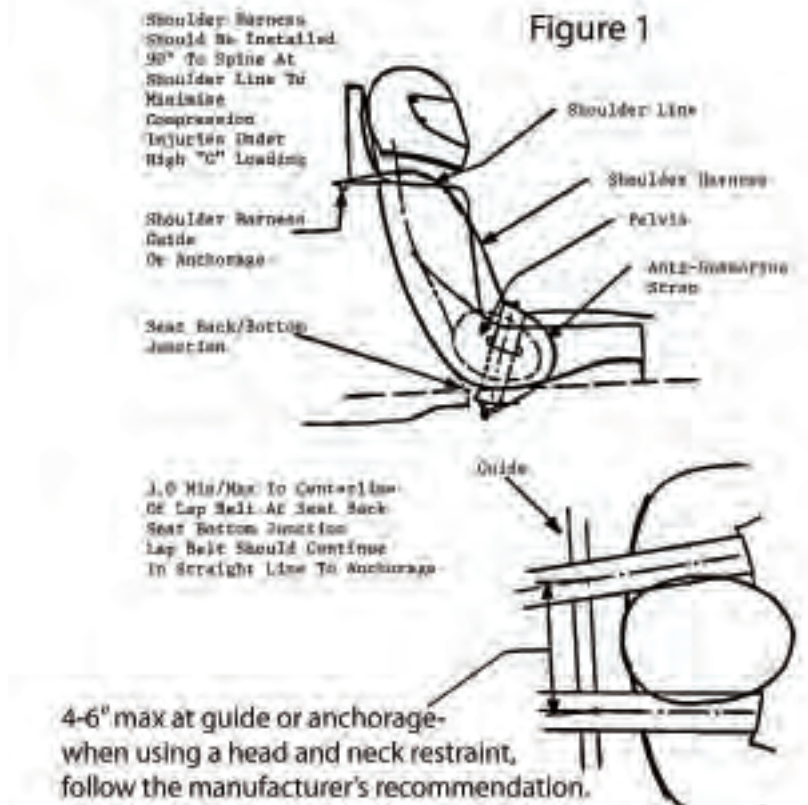 Figure 1
Shoulder Harness
Should Be Installed
90° To Spine At
Shoulder Line To
Minimise
Compression
Injuries Under
High "G" Loading
Shoulder Line
Shoulder Harness
Pelvis
Anti-Submarine
Strap
Shoulder Harness
Guide
Or Anchorage
Seat Back/Bottom
Junction
Guide
Min/Max To Centerline
Of Lap Belt At Seat Back
Seat Bottom Junction
Lap Belt Should Continue
In Straight Line To Anchorage
4-6" max at guide or anchorage-
when using a head and neck restraint,
follow the manufacturer's recommendation.